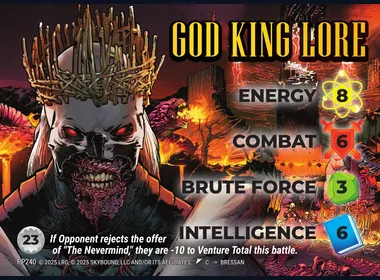 GOD KING LORE
ENERGY 8
COMBAT 6
BRUTE FORCE 3
INTELLIGENCE 6
23
If Opponent rejects the offer
of "The Nevermind," they are -10 to Venture Total this battle.
PP240 © 2025 LRG, © 2025 SKYBOUND, LLC AND/OR ITS AFFILIATES. C BRESSAN